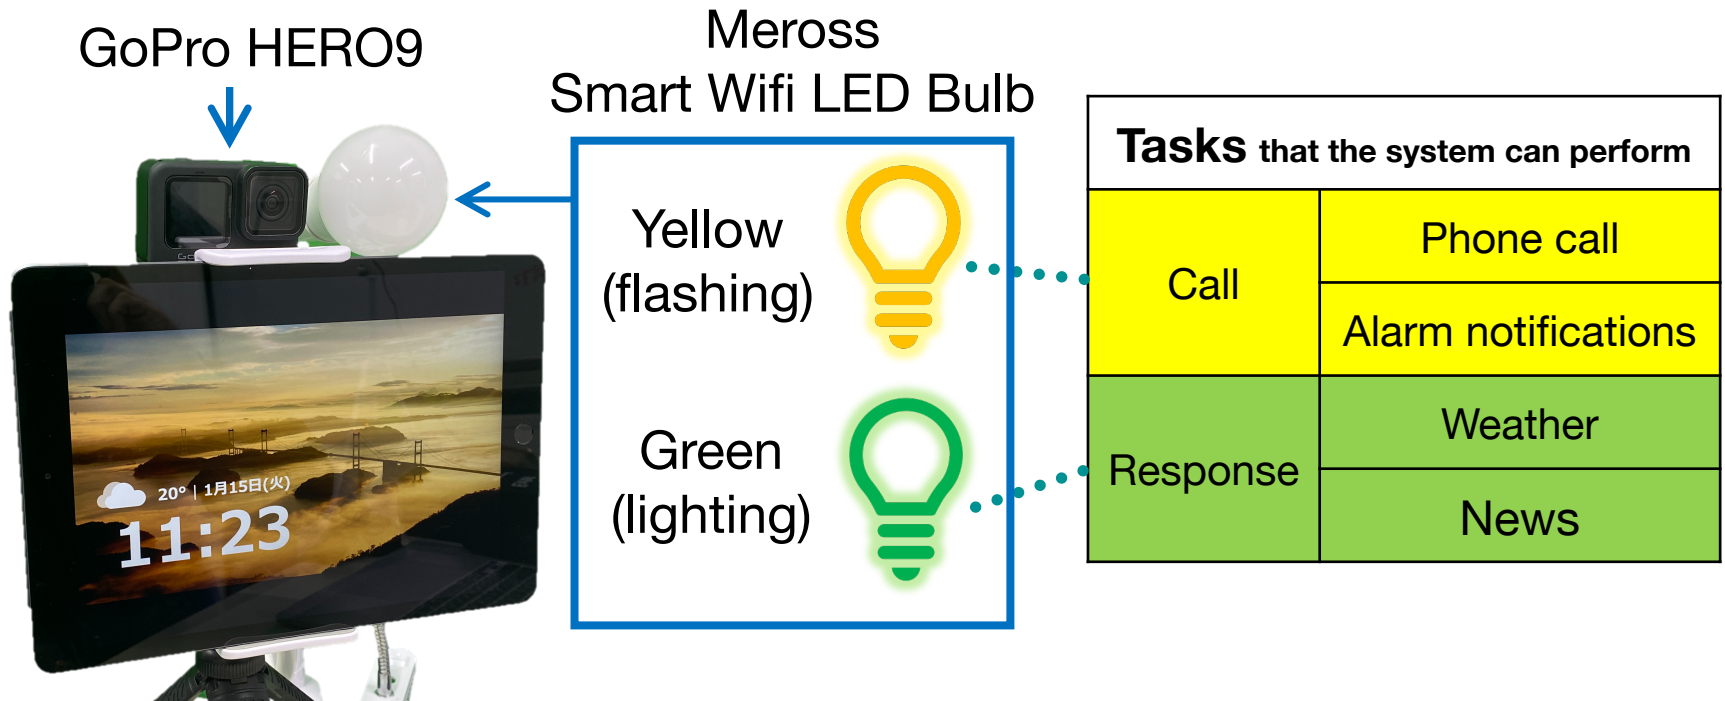 GoPro HERO9
Meross
Smart Wifi LED Bulb
Yellow
(flashing)
Green
(lighting)
20° | 1月15日(火)
11:23
Tasks that the system can perform
Call
Phone call
Alarm notifications
Response
Weather
News